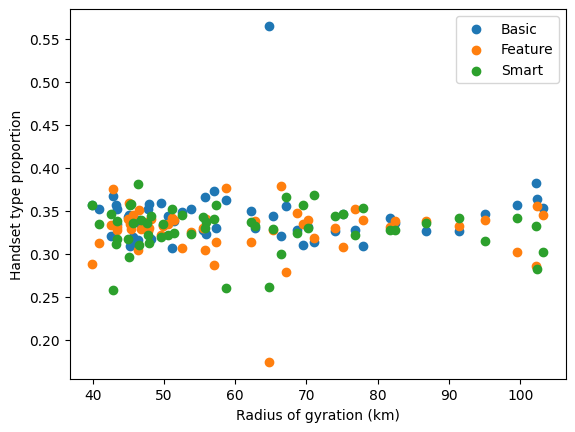 Basic
Feature
Smart
Handset type proportion
0.55
0.50
0.45
0.40
0.35
0.30
0.25
0.20
40 50 60 70 80 90 100
Radius of gyration (km)